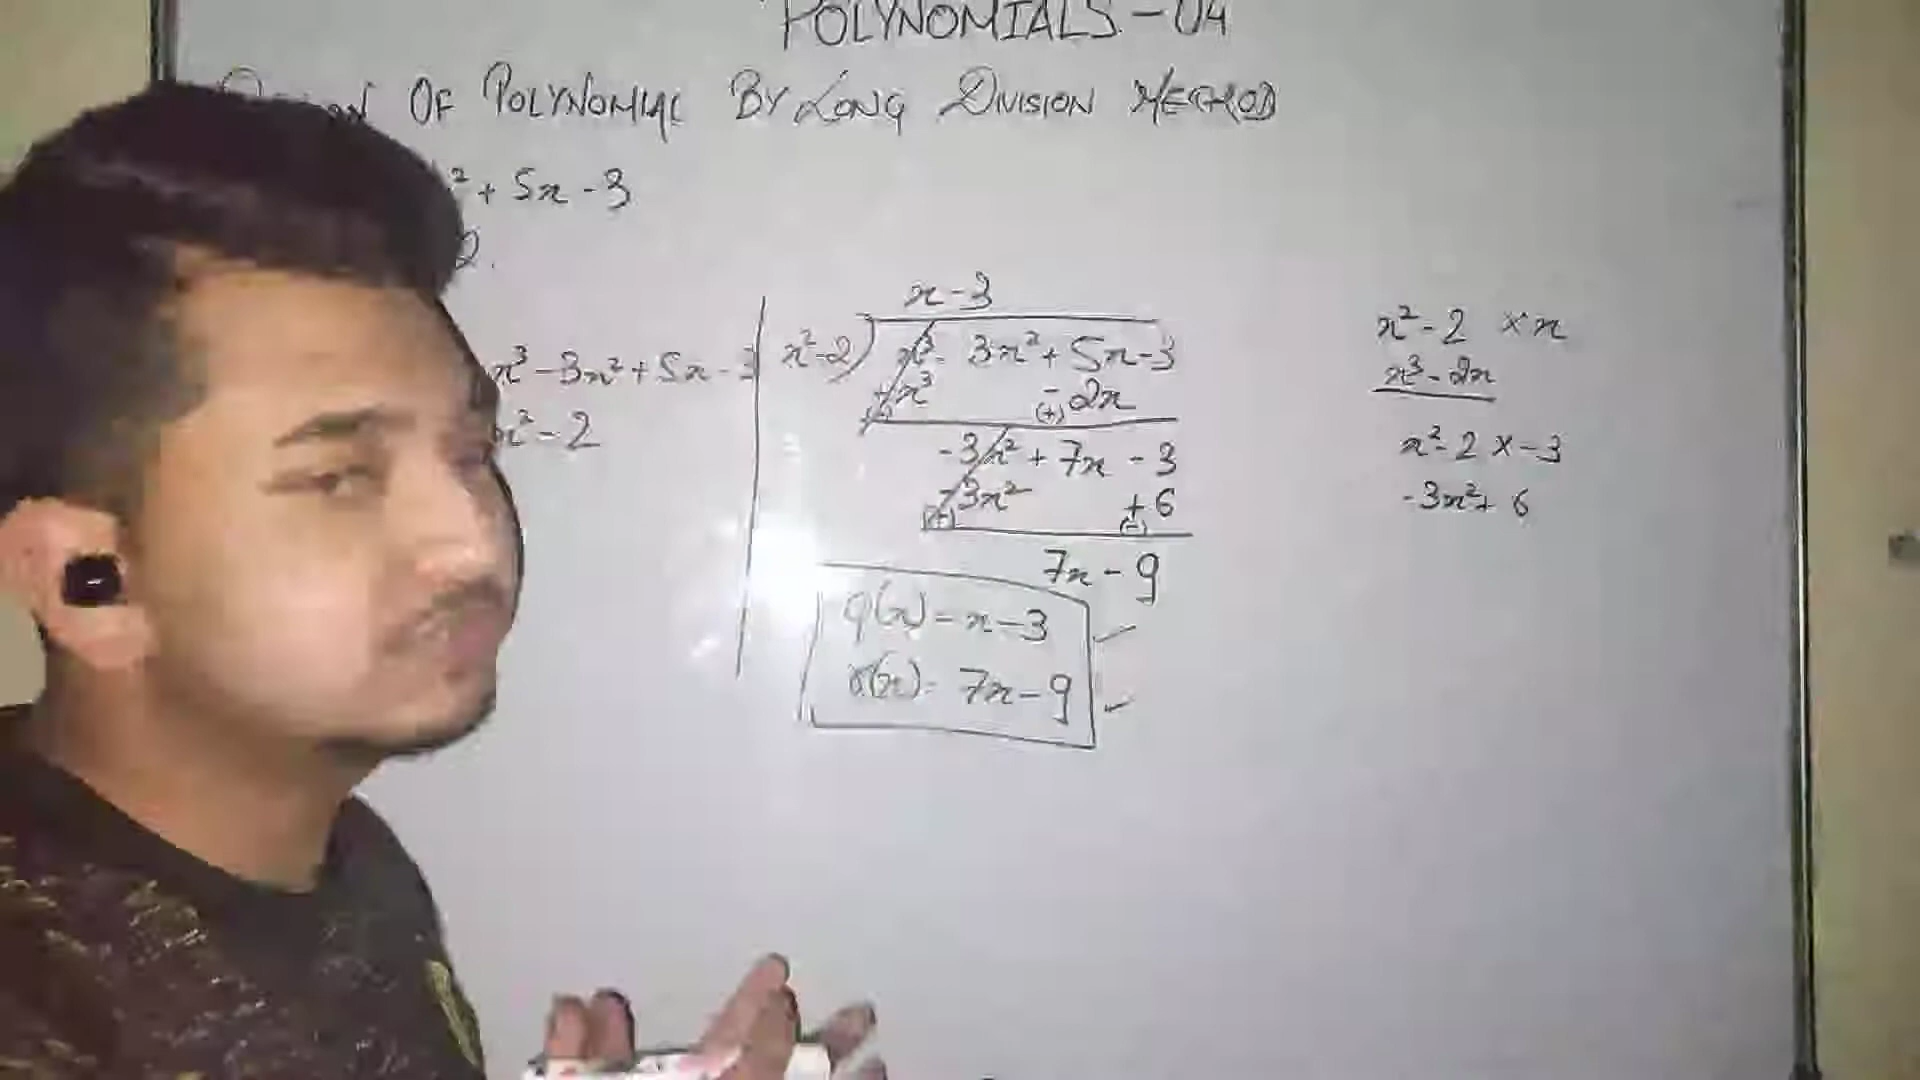 POLYNOMIALS - 04
OF POLYNOMIAL BY LONG DIVISION METHOD
² + 5x - 3
2.
x³ - 3x² + 5x - 3
x² - 2
x - 3
x² - 2 ) x³ - 3x² + 5x - 3
+ x³ - 2x
(-) (+)
- 3x² + 7x - 3
- 3x² + 6
(+) (-)
7x - 9
q(x) = x - 3
r(x) = 7x - 9
x² - 2 × x
x³ - 2x
x² - 2 × - 3
- 3x² + 6